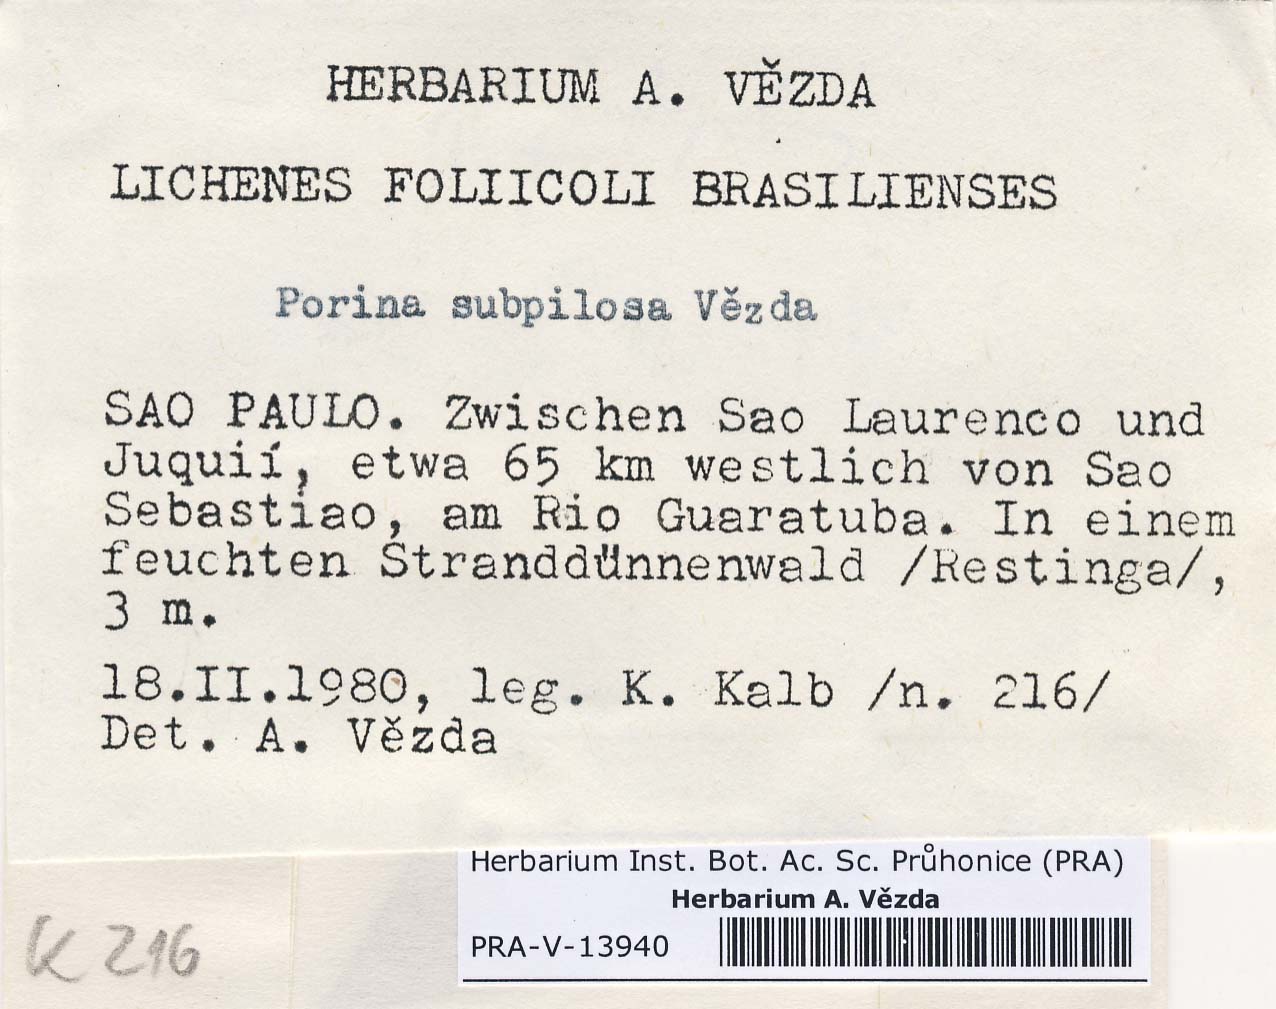 HERBARIUM A. VĚZDA
LICHENES FOLIICOLI BRASILIENSES
Porina subpilosa Vězda
SAO PAULO. Zwischen Sao Laurenco und
Juquií, etwa 65 km westlich von Sao
Sebastiao, am Rio Guaratuba. In einem
feuchten Stranddünnenwald /Restinga/,
3 m.
18.II.1980, leg. K. Kalb /n. 216/
Det. A. Vězda
Herbarium Inst. Bot. Ac. Sc. Průhonice (PRA)
Herbarium A. Vězda
PRA-V-13940
K 216